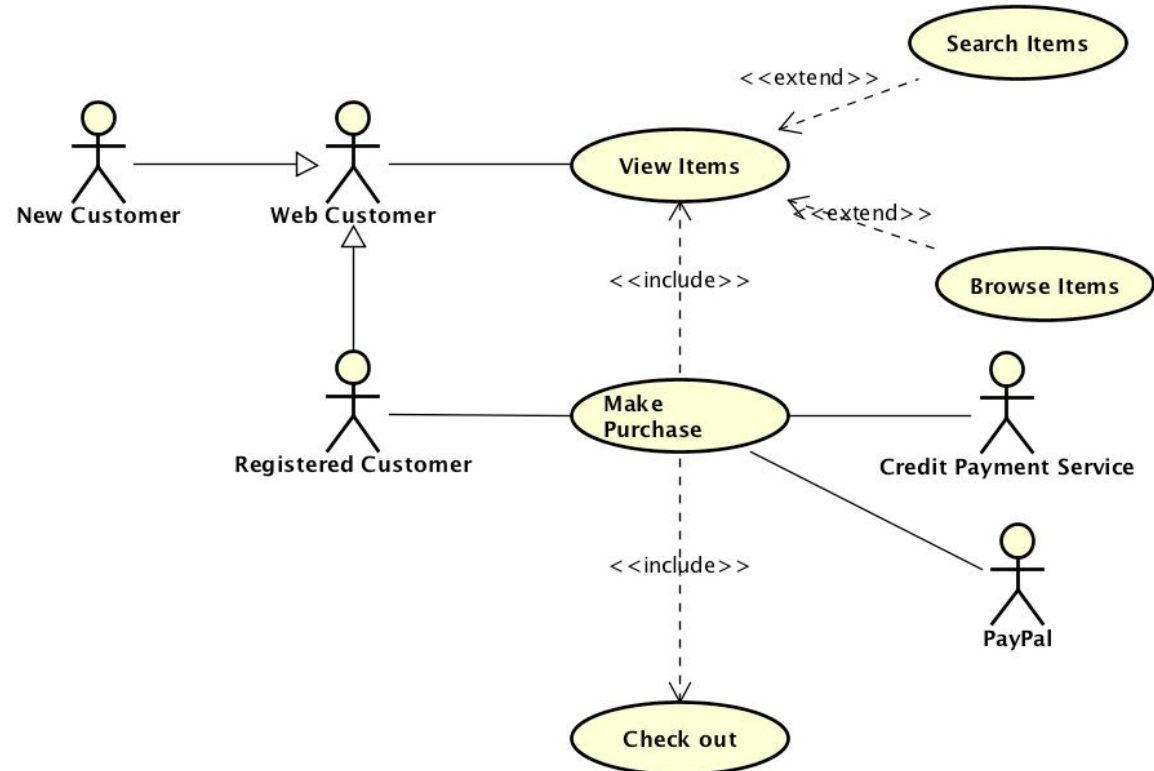 Search Items
<<extend>>
View Items
New Customer
Web Customer
<<extend>>
<<include>>
Browse Items
Make
Purchase
Registered Customer
Credit Payment Service
<<include>>
PayPal
Check out